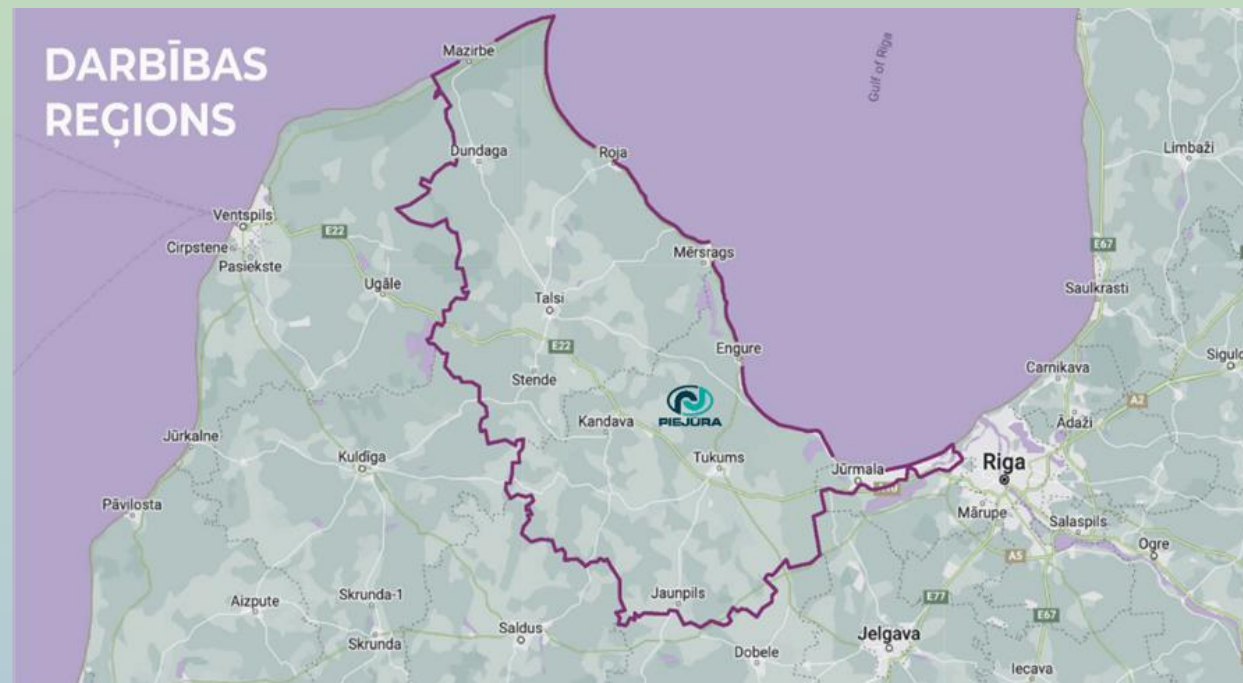 DARBĪBAS
REĢIONS
Gulf of Riga
Mazirbe
Dundaga
Roja
Limbaži
Ventspils
E22
Cirpstene
Pasiekste
Mērsrags
E67
Ugāle
Talsi
Saulkrasti
E22
Engure
Stende
Carnikava
Siguld
PIEJŪRA
A2
Kandava
Ādaži
Jūrkalne
Kuldīga
Tukums
Jūrmala
Riga
Pāvilosta
Mārupe
Salaspils
Ogre
A5
Aizpute
Skrunda-1
Jaunpils
E77
E67
Skrunda
Saldus
Dobele
Jelgava
Iecava